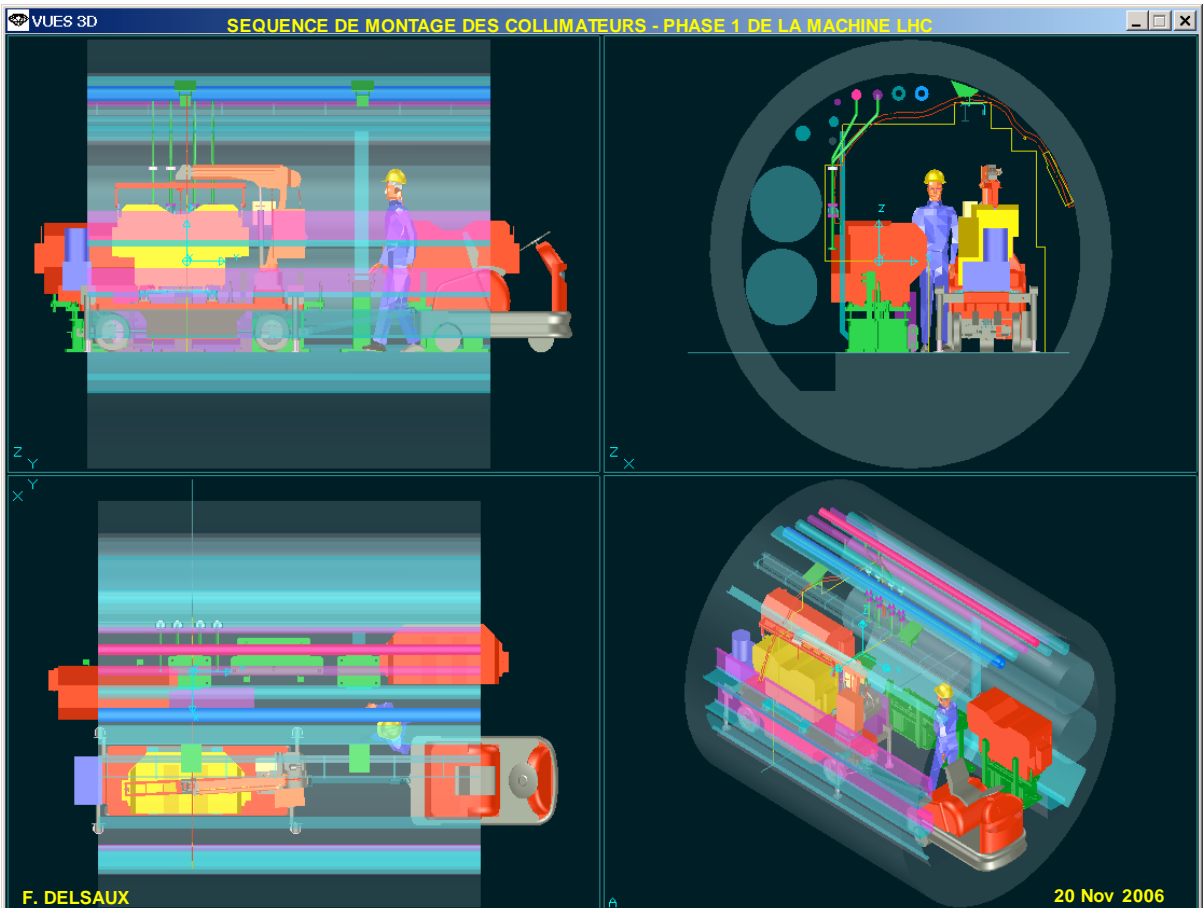 VUES 3D
SEQUENCE DE MONTAGE DES COLLIMATEURS - PHASE 1 DE LA MACHINE LHC
Z
Y
Z
Z
X
Y
X
F. DELSAUX
A
20 Nov 2006